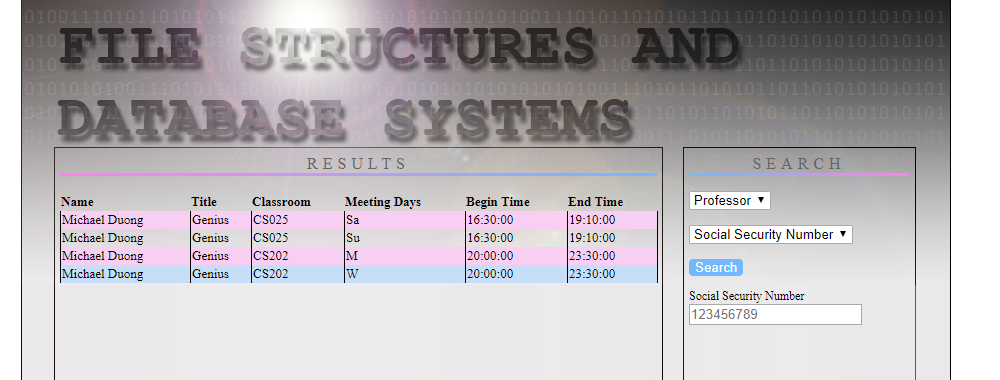 FILE STRUCTURES AND
DATABASE SYSTEMS
RESULTS
Name Title Classroom Meeting Days Begin Time End Time
Michael Duong Genius CS025 Sa 16:30:00 19:10:00
Michael Duong Genius CS025 Su 16:30:00 19:10:00
Michael Duong Genius CS202 M 20:00:00 23:30:00
Michael Duong Genius CS202 W 20:00:00 23:30:00
SEARCH
Professor
Social Security Number
Search
Social Security Number
123456789